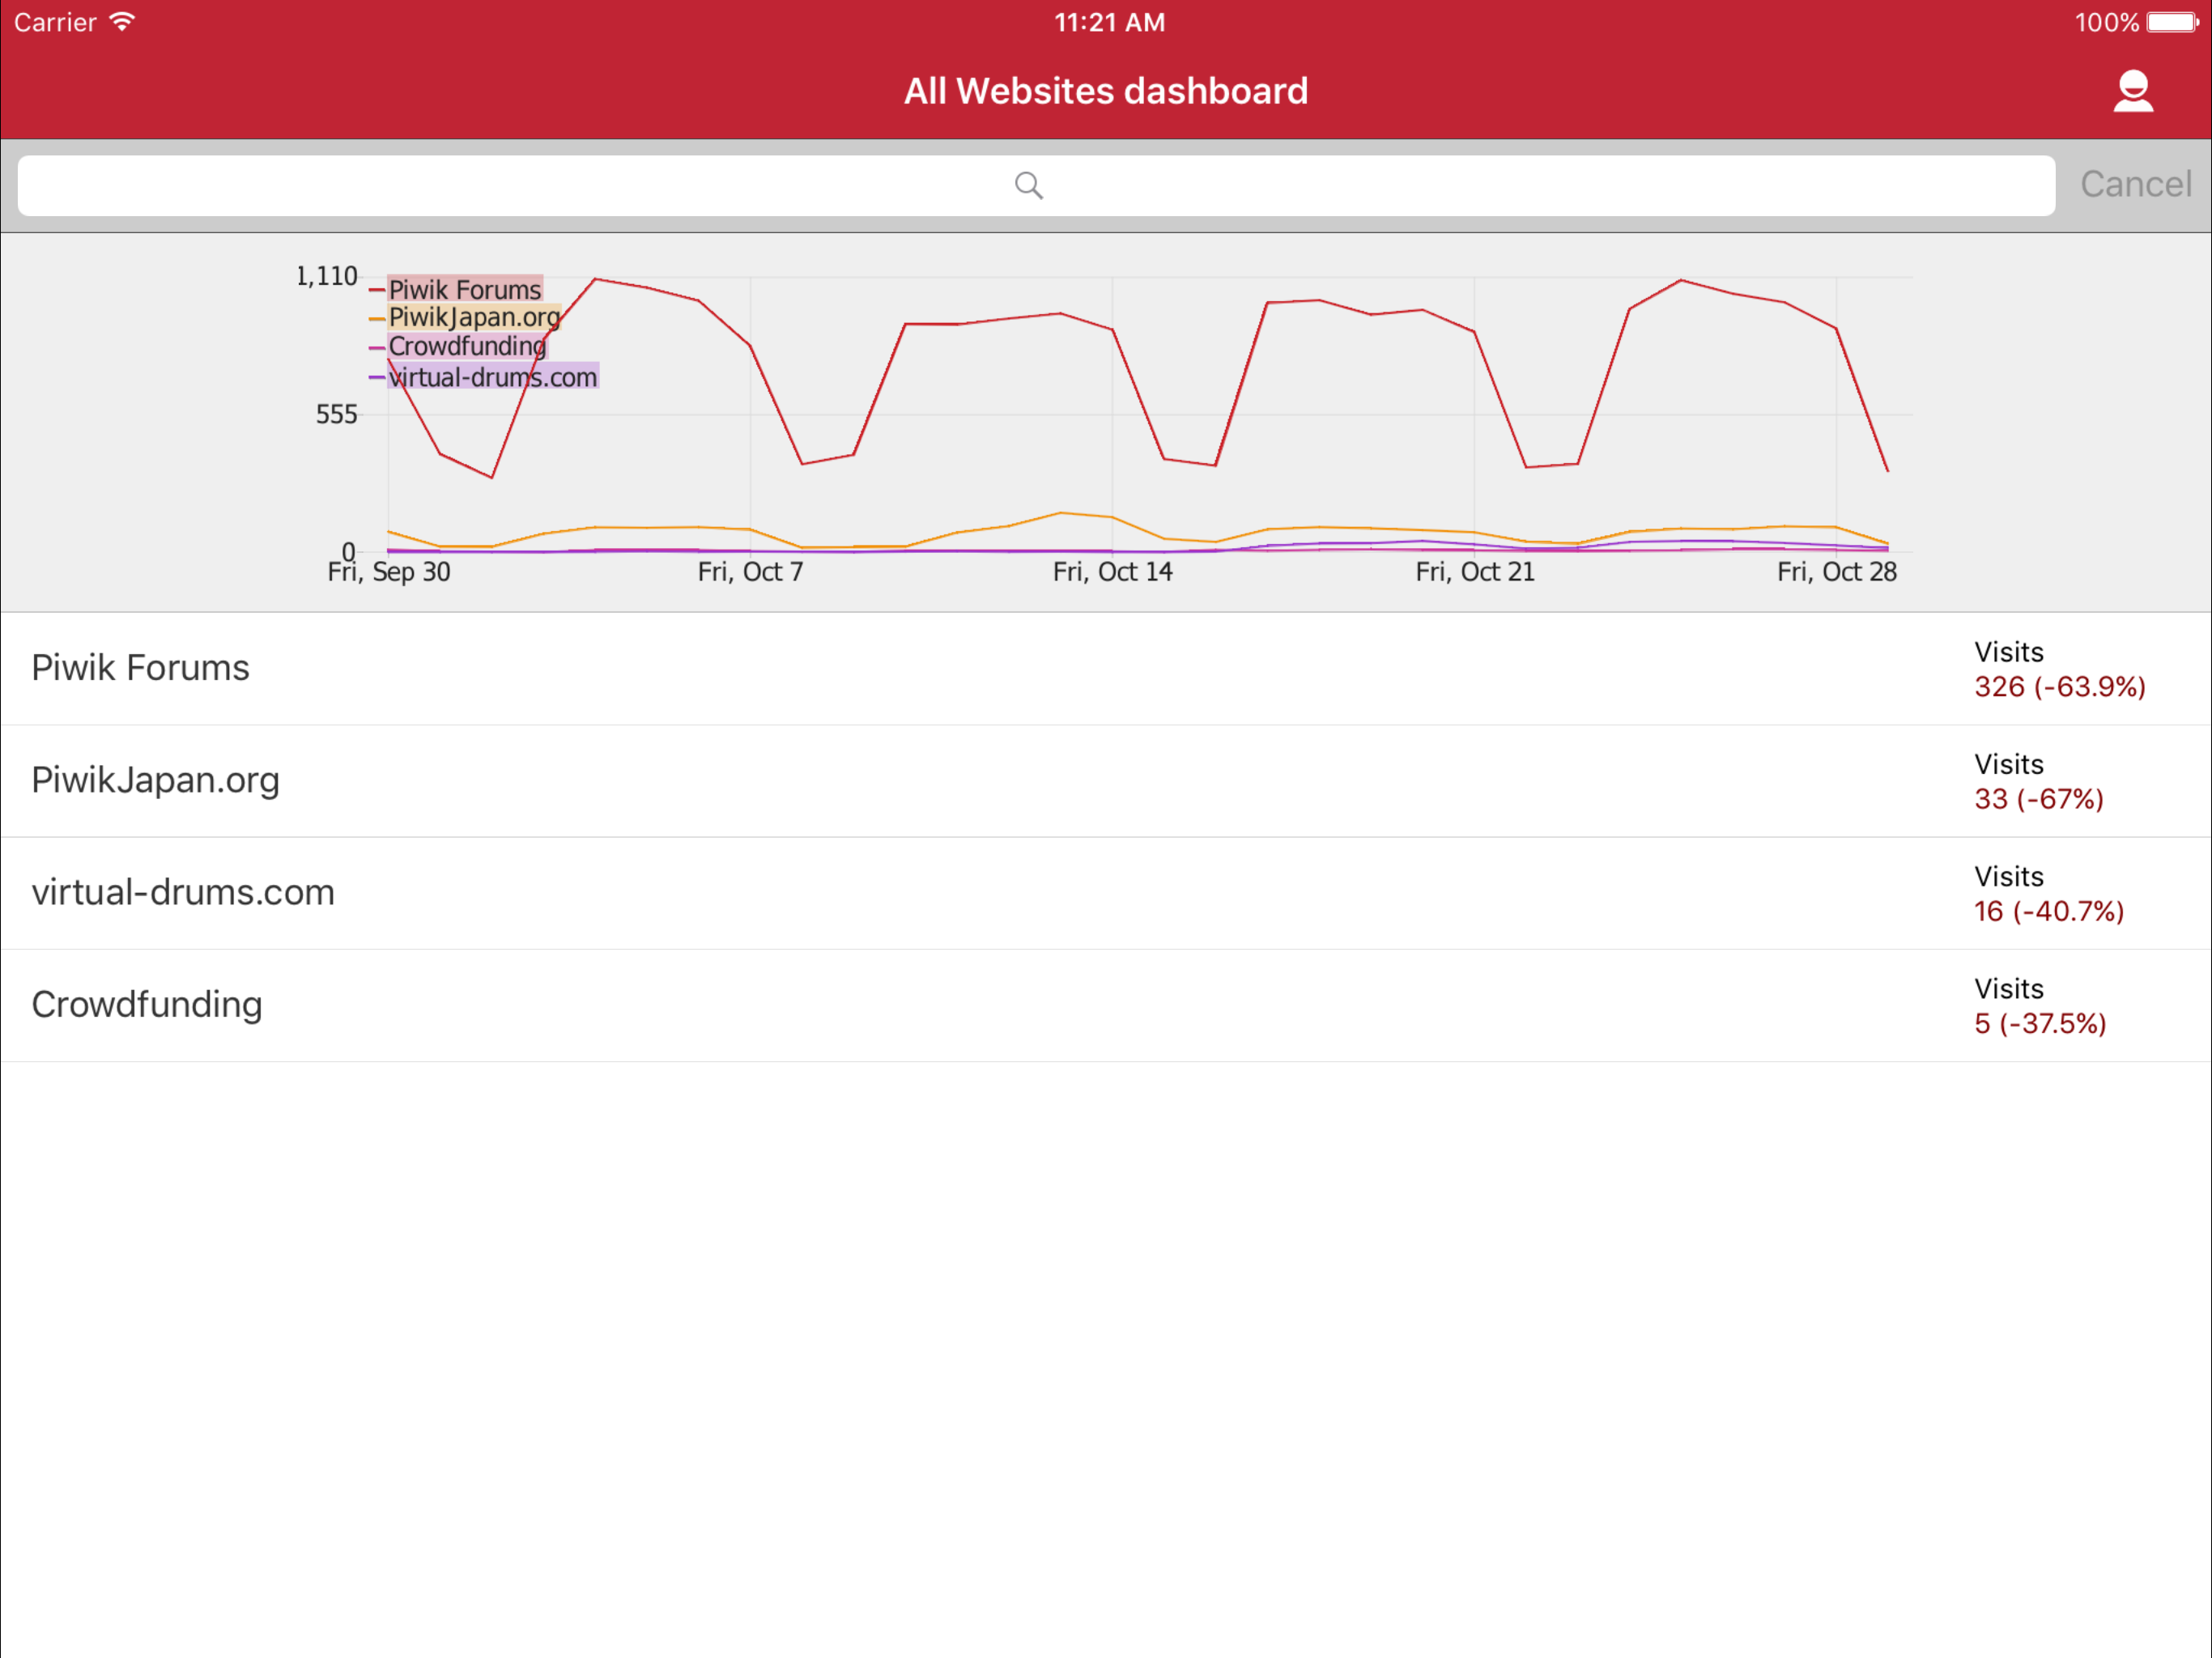 Carrier 11:21 AM 100%
All Websites dashboard
Cancel
1,110
Piwik Forums
PiwikJapan.org
Crowdfunding
virtual-drums.com
555
0
Fri, Sep 30 Fri, Oct 7 Fri, Oct 14 Fri, Oct 21 Fri, Oct 28
Piwik Forums
Visits
326 (-63.9%)
PiwikJapan.org
Visits
33 (-67%)
virtual-drums.com
Visits
16 (-40.7%)
Crowdfunding
Visits
5 (-37.5%)